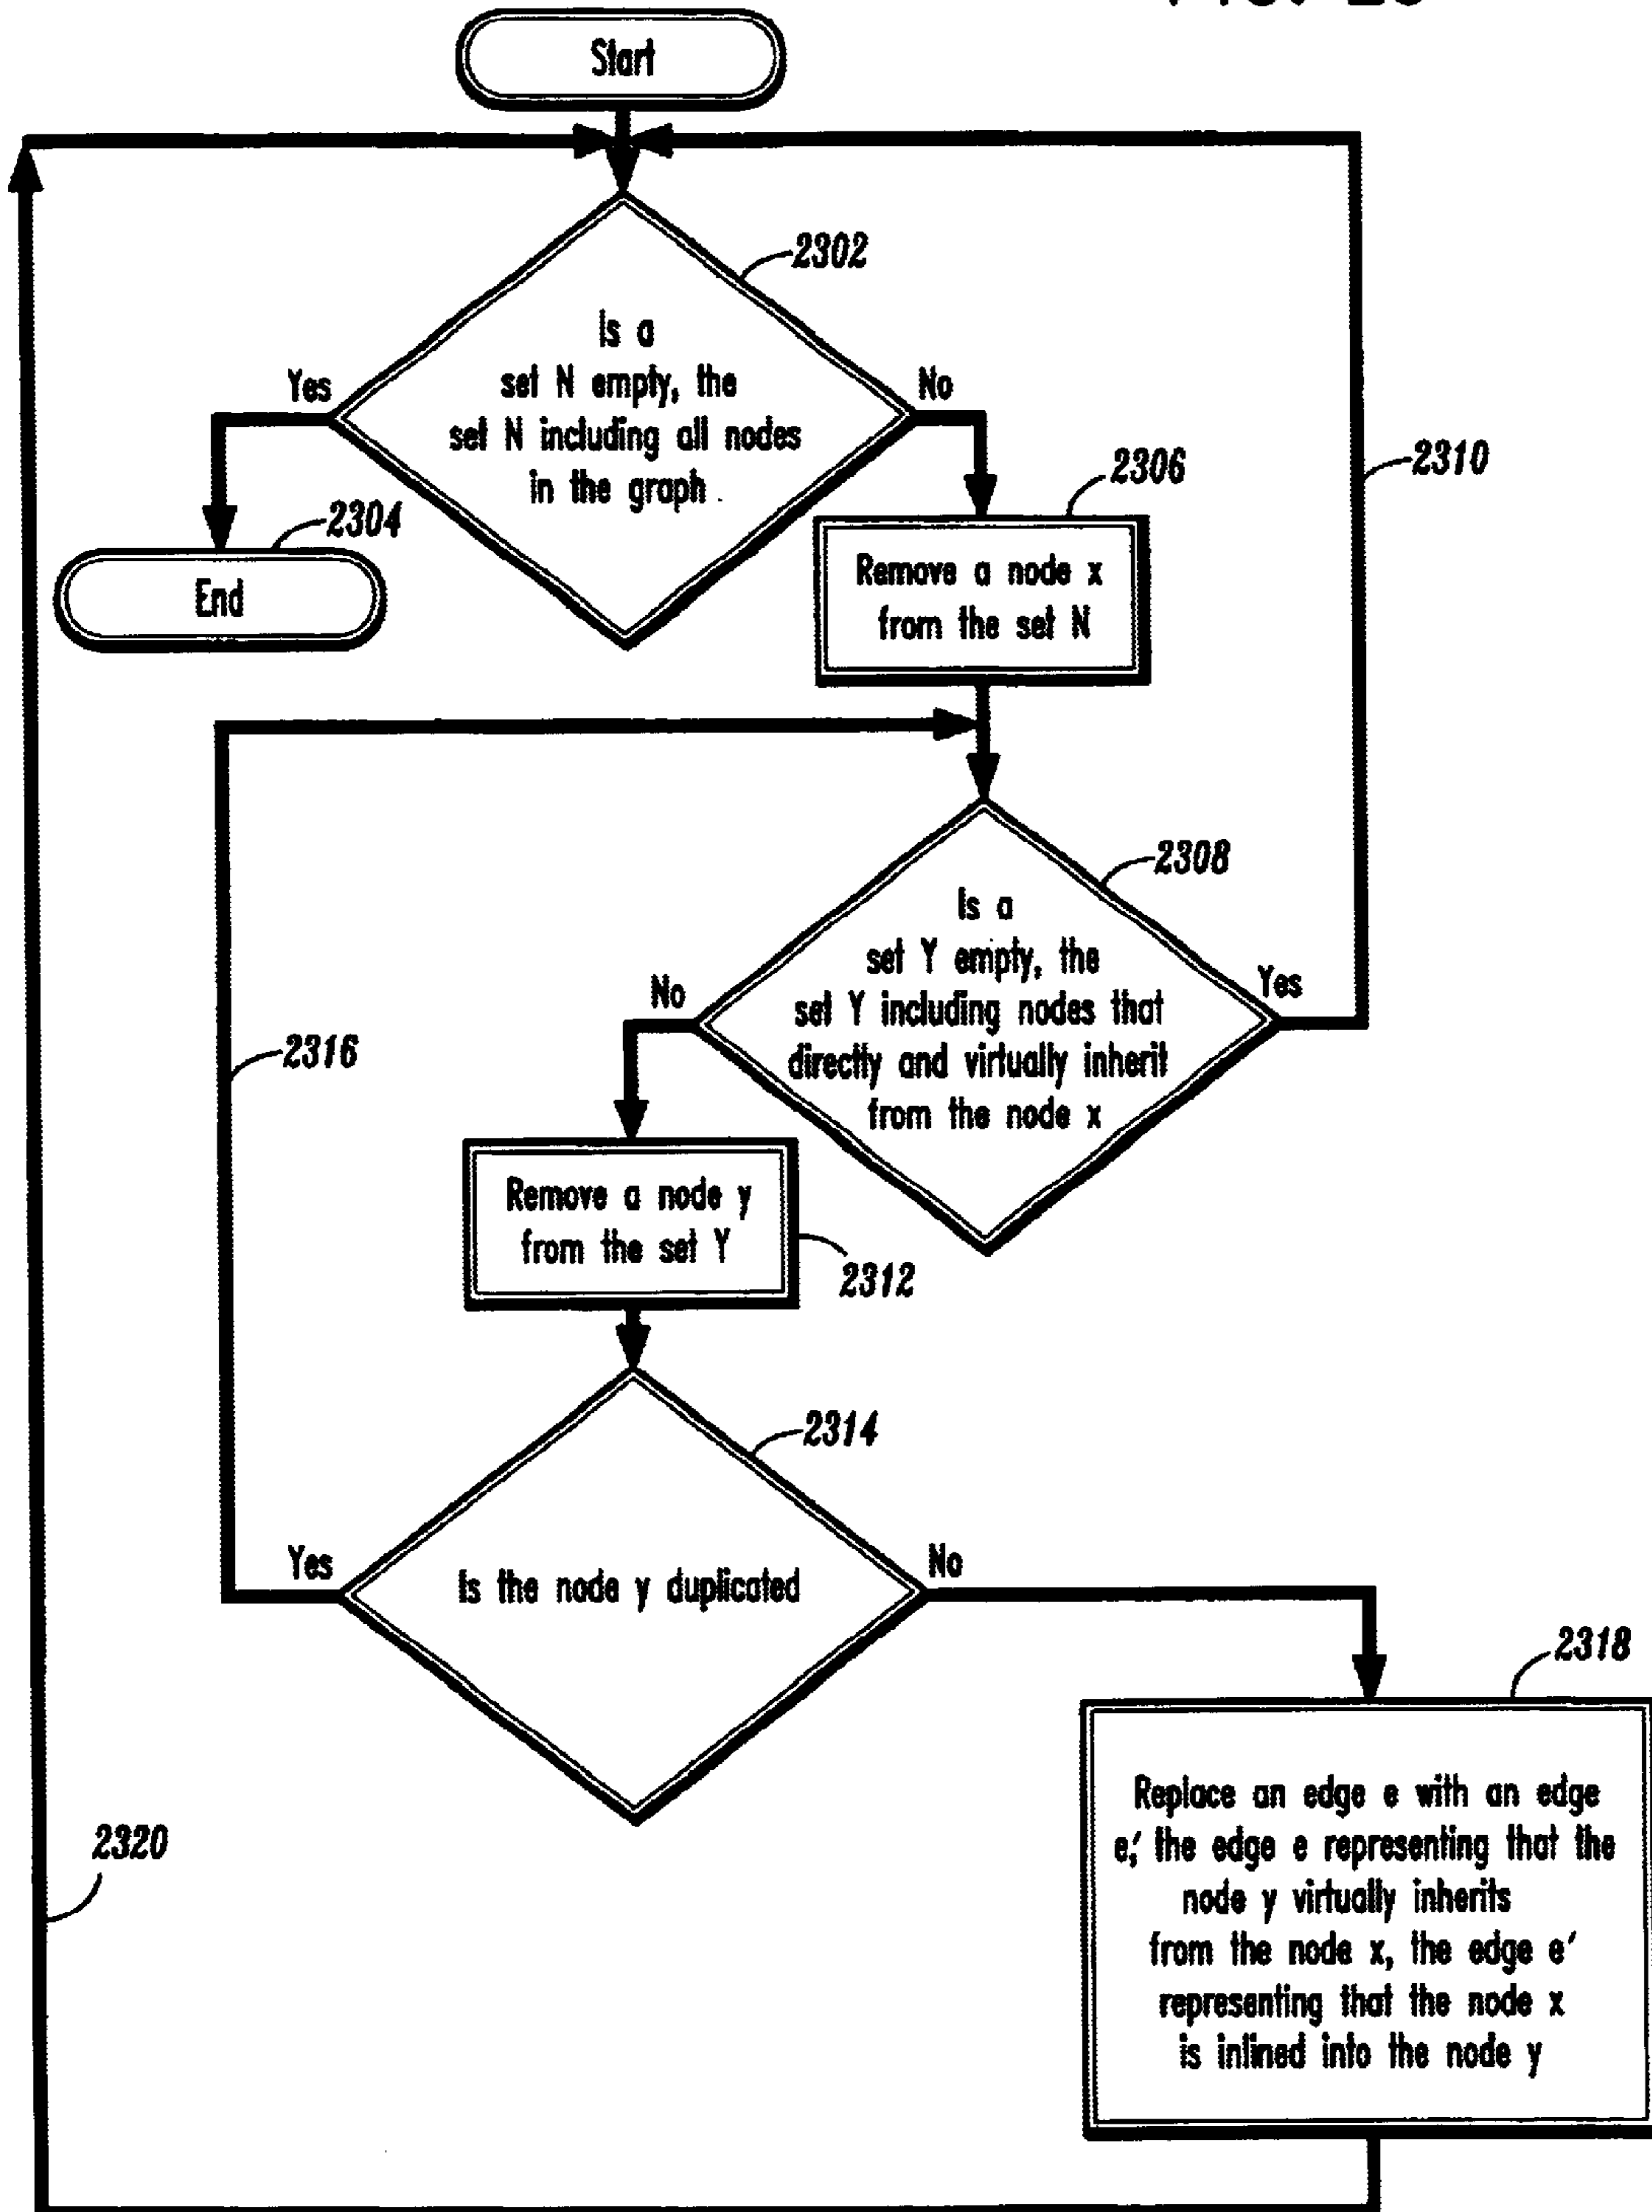 Start
2302
Is a
set N empty, the
set N including all nodes
in the graph
Yes
No
2304
End
2306
Remove a node x
from the set N
2310
2308
Is a
set Y empty, the
set Y including nodes that
directly and virtually inherit
from the node x
No
Yes
2316
Remove a node y
from the set Y
2312
2314
Is the node y duplicated
Yes
No
2318
Replace an edge e with an edge
e', the edge e representing that the
node y virtually inherits
from the node x, the edge e'
representing that the node x
is inlined into the node y
2320